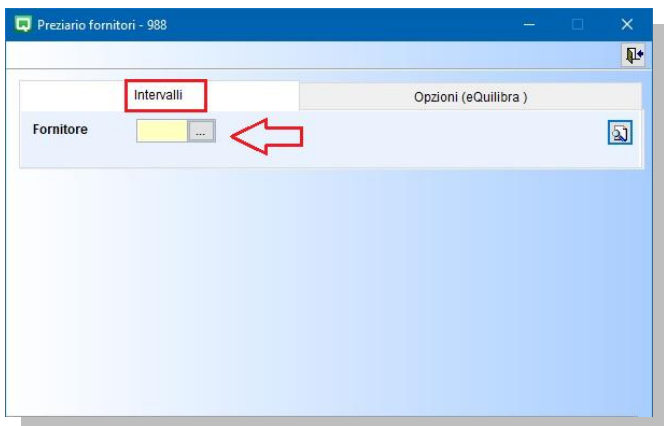 Preziario fornitori - 988
Intervalli
Opzioni (eQuilibra )
Fornitore
...